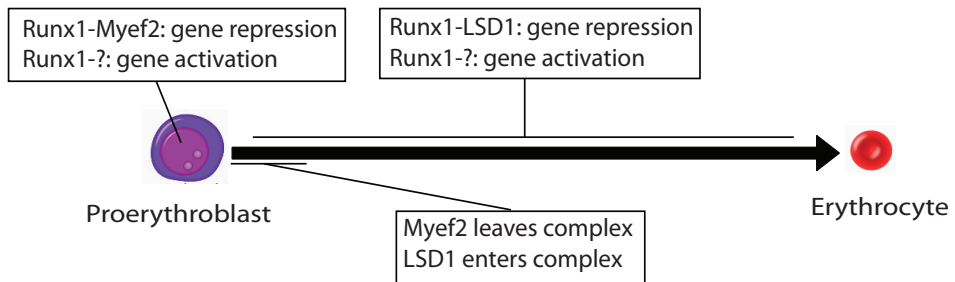 Runx1-Myef2: gene repression
Runx1-?: gene activation
Runx1-LSD1: gene repression
Runx1-?: gene activation
Proerythroblast
Erythrocyte
Myef2 leaves complex
LSD1 enters complex